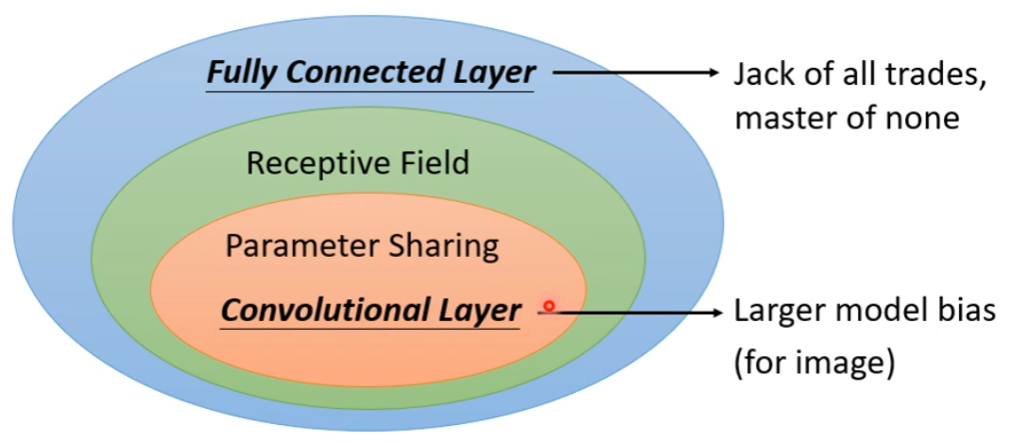 Fully Connected Layer
Jack of all trades,
master of none
Receptive Field
Parameter Sharing
Convolutional Layer
Larger model bias
(for image)